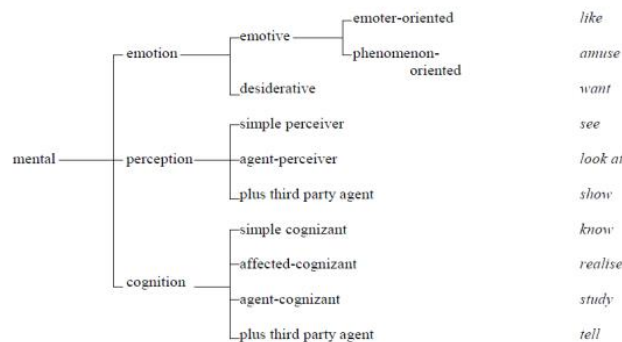 emoter-oriented like
emotive
emotion phenomenon- amuse
oriented
desiderative want
simple perceiver see
mental perception agent-perceiver look at
plus third party agent show
simple cognizant know
affected-cognizant realise
cognition
agent-cognizant study
plus third party agent tell